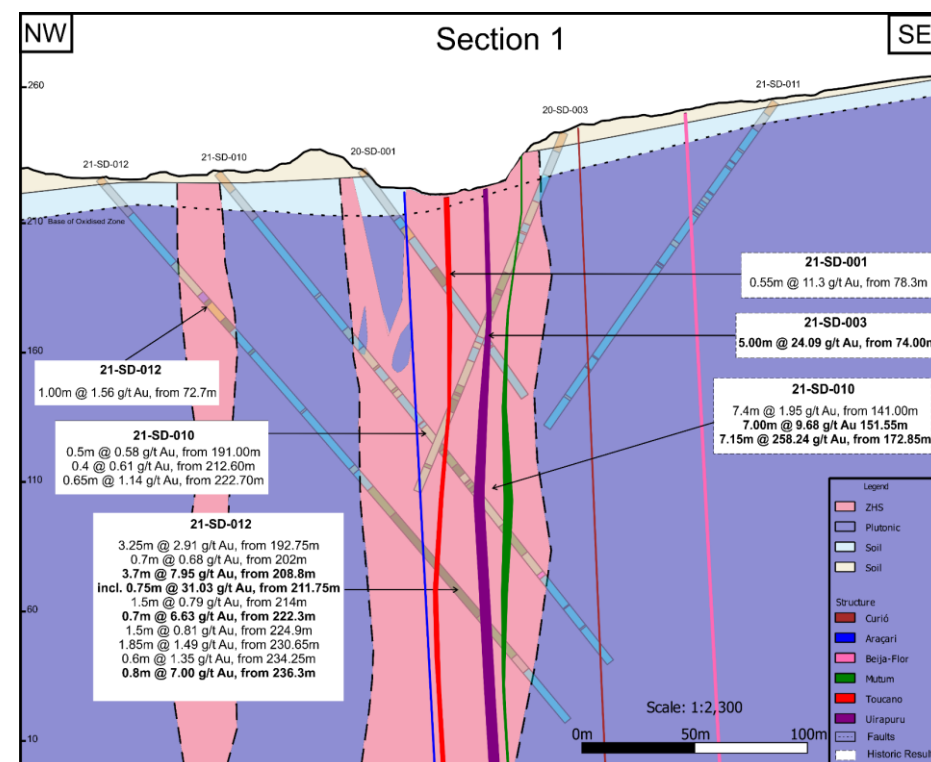 NW
Section 1
SE
260
21-SD-011
20-SD-003
21-SD-012
21-SD-010
20-SD-001
210
Base of Oxidised Zone
21-SD-001
0.55m @ 11.3 g/t Au, from 78.3m
21-SD-003
5.00m @ 24.09 g/t Au, from 74.00m
160
21-SD-012
1.00m @ 1.56 g/t Au, from 72.7m
21-SD-010
7.4m @ 1.95 g/t Au, from 141.00m
7.00m @ 9.68 g/t Au 151.55m
7.15m @ 258.24 g/t Au, from 172.85m
21-SD-010
0.5m @ 0.58 g/t Au, from 191.00m
0.4 @ 0.61 g/t Au, from 212.60m
0.65m @ 1.14 g/t Au, from 222.70m
110
21-SD-012
3.25m @ 2.91 g/t Au, from 192.75m
0.7m @ 0.68 g/t Au, from 202m
3.7m @ 7.95 g/t Au, from 208.8m
incl. 0.75m @ 31.03 g/t Au, from 211.75m
1.5m @ 0.79 g/t Au, from 214m
0.7m @ 6.63 g/t Au, from 222.3m
1.5m @ 0.81 g/t Au, from 224.9m
1.85m @ 1.49 g/t Au, from 230.65m
0.6m @ 1.35 g/t Au, from 234.25m
0.8m @ 7.00 g/t Au, from 236.3m
60
10
Legend
ZHS
Plutonic
Soil
Soil
Structure
Curió
Araçari
Beija-Flor
Mutum
Toucano
Uirapuru
Faults
Historic Result
Scale: 1:2,300
0m
50m
100m